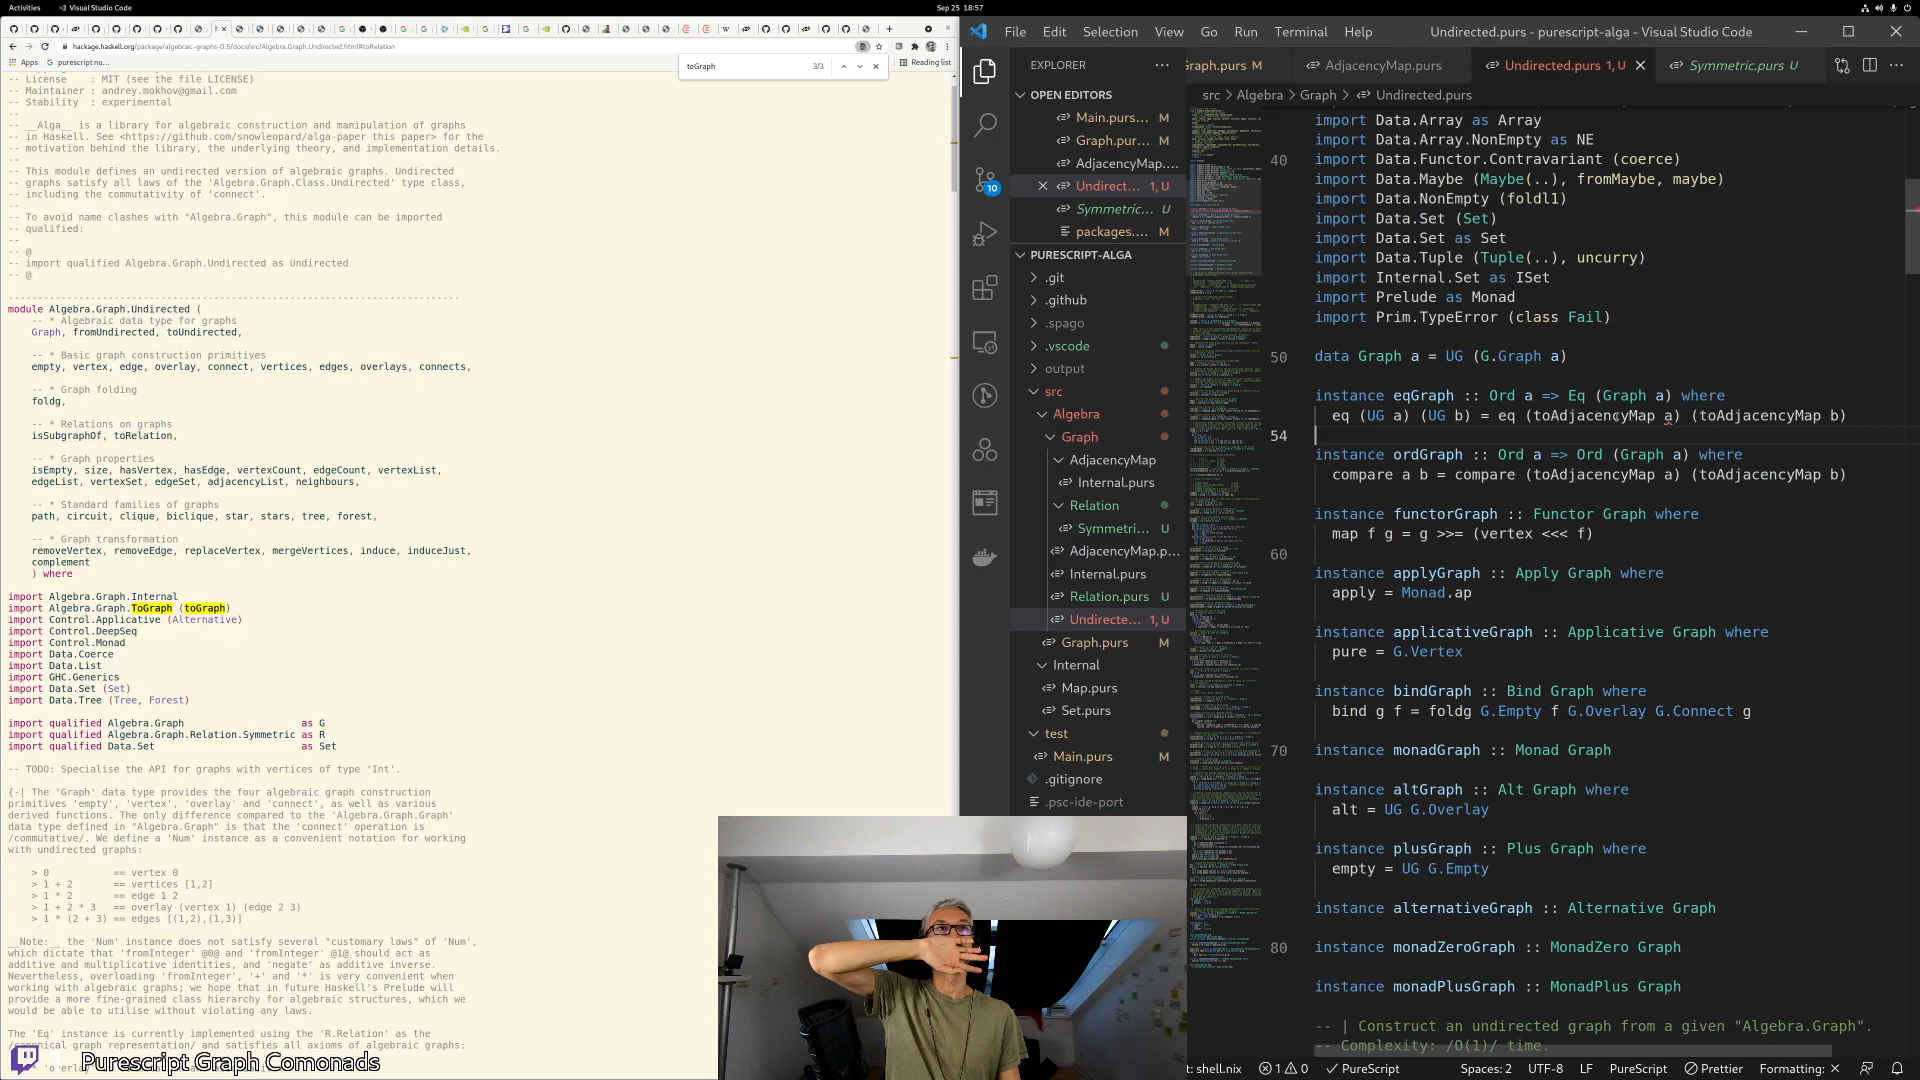 Activities
Visual Studio Code
Sep 25 18:57
hackage.haskell.org/package/algebraic-graphs-0.5/docs/src/Algebra.Graph.Undirected.html#toRelation
Apps
purescript nu...
Reading list
toGraph
3/3
-- License : MIT (see the file LICENSE)
-- Maintainer : andrey.mokhov@gmail.com
-- Stability : experimental
--
-- __Alga__ is a library for algebraic construction and manipulation of graphs
-- in Haskell. See <https://github.com/snowleopard/alga-paper this paper> for the
-- motivation behind the library, the underlying theory, and implementation details.
--
-- This module defines an undirected version of algebraic graphs. Undirected
-- graphs satisfy all laws of the 'Algebra.Graph.Class.Undirected' type class,
-- including the commutativity of 'connect'.
--
-- To avoid name clashes with "Algebra.Graph", this module can be imported
-- qualified:
--
-- @
-- import qualified Algebra.Graph.Undirected as Undirected
-- @
-----------------------------------------------------------------------------
module Algebra.Graph.Undirected (
-- * Algebraic data type for graphs
Graph, fromUndirected, toUndirected,
-- * Basic graph construction primitives
empty, vertex, edge, overlay, connect, vertices, edges, overlays, connects,
-- * Graph folding
foldg,
-- * Relations on graphs
isSubgraphOf, toRelation,
-- * Graph properties
isEmpty, size, hasVertex, hasEdge, vertexCount, edgeCount, vertexList,
edgeList, vertexSet, edgeSet, adjacencyList, neighbours,
-- * Standard families of graphs
path, circuit, clique, biclique, star, stars, tree, forest,
-- * Graph transformation
removeVertex, removeEdge, replaceVertex, mergeVertices, induce, induceJust,
complement
) where
import Algebra.Graph.Internal
import Algebra.Graph.ToGraph (toGraph)
import Control.Applicative (Alternative)
import Control.DeepSeq
import Control.Monad
import Data.Coerce
import Data.List
import GHC.Generics
import Data.Set (Set)
import Data.Tree (Tree, Forest)
import qualified Algebra.Graph as G
import qualified Algebra.Graph.Relation.Symmetric as R
import qualified Data.Set as Set
-- TODO: Specialise the API for graphs with vertices of type 'Int'.
{-| The 'Graph' data type provides the four algebraic graph construction
primitives 'empty', 'vertex', 'overlay' and 'connect', as well as various
derived functions. The only difference compared to the 'Algebra.Graph.Graph'
data type defined in "Algebra.Graph" is that the 'connect' operation is
/commutative/. We define a 'Num' instance as a convenient notation for working
with undirected graphs:
> 0 == vertex 0
> 1 + 2 == vertices [1,2]
> 1 * 2 == edge 1 2
> 1 + 2 * 3 == overlay (vertex 1) (edge 2 3)
> 1 * (2 + 3) == edges [(1,2),(1,3)]
__Note:__ the 'Num' instance does not satisfy several "customary laws" of 'Num',
which dictate that 'fromInteger' @0@ and 'fromInteger' @1@ should act as
additive and multiplicative identities, and 'negate' as additive inverse.
Nevertheless, overloading 'fromInteger', '+' and '*' is very convenient when
working with algebraic graphs; we hope that in future Haskell's Prelude will
provide a more fine-grained class hierarchy for algebraic structures, which we
would be able to utilise without violating any laws.
The 'Eq' instance is currently implemented using the 'R.Relation' as the
/canonical graph representation/ and satisfies all axioms of algebraic graphs:
Purescript Graph Comonads
File Edit Selection View Go Run Terminal Help
Undirected.purs - purescript-alga - Visual Studio Code
EXPLORER
OPEN EDITORS
Main.purs... M
Graph.pur... M
AdjacencyMap....
Undirect... 1, U
Symmetric... U
packages.... M
10
PURESCRIPT-ALGA
.git
.github
.spago
.vscode
output
src
Algebra
Graph
AdjacencyMap
Internal.purs
Relation
Symmetri... U
AdjacencyMap.p...
Internal.purs
Relation.purs U
Undirecte... 1, U
Graph.purs M
Internal
Map.purs
Set.purs
test
Main.purs M
.gitignore
.psc-ide-port
Graph.purs M
AdjacencyMap.purs
Undirected.purs 1, U
Symmetric.purs U
src > Algebra > Graph > Undirected.purs
import Data.Array as Array
import Data.Array.NonEmpty as NE
40 import Data.Functor.Contravariant (coerce)
import Data.Maybe (Maybe(..), fromMaybe, maybe)
import Data.NonEmpty (foldl1)
import Data.Set (Set)
import Data.Set as Set
import Data.Tuple (Tuple(..), uncurry)
import Internal.Set as ISet
import Prelude as Monad
import Prim.TypeError (class Fail)
50 data Graph a = UG (G.Graph a)
instance eqGraph :: Ord a => Eq (Graph a) where
eq (UG a) (UG b) = eq (toAdjacencyMap a) (toAdjacencyMap b)
54
instance ordGraph :: Ord a => Ord (Graph a) where
compare a b = compare (toAdjacencyMap a) (toAdjacencyMap b)
instance functorGraph :: Functor Graph where
map f g = g >>= (vertex <<< f)
60
instance applyGraph :: Apply Graph where
apply = Monad.ap
instance applicativeGraph :: Applicative Graph where
pure = G.Vertex
instance bindGraph :: Bind Graph where
bind g f = foldg G.Empty f G.Overlay G.Connect g
70 instance monadGraph :: Monad Graph
instance altGraph :: Alt Graph where
alt = UG G.Overlay
instance plusGraph :: Plus Graph where
empty = UG G.Empty
instance alternativeGraph :: Alternative Graph
80 instance monadZeroGraph :: MonadZero Graph
instance monadPlusGraph :: MonadPlus Graph
-- | Construct an undirected graph from a given "Algebra.Graph".
-- Complexity: /O(1)/ time.
t: shell.nix
1 0
PureScript
Spaces: 2
UTF-8
LF
PureScript
Prettier
Formatting: